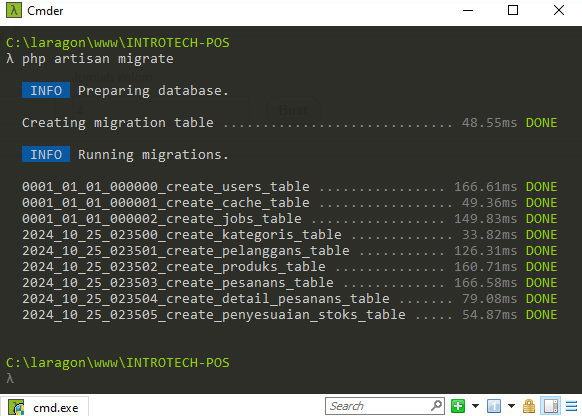 Cmder
C:\laragon\www\INTROTECH-POS
λ php artisan migrate
INFO Preparing database.
Creating migration table ............................. 48.55ms DONE
INFO Running migrations.
0001_01_01_000000_create_users_table ................ 166.61ms DONE
0001_01_01_000001_create_cache_table ................. 49.36ms DONE
0001_01_01_000002_create_jobs_table ................. 149.83ms DONE
2024_10_25_023500_create_kategoris_table ............. 33.82ms DONE
2024_10_25_023501_create_pelanggans_table ........... 126.31ms DONE
2024_10_25_023502_create_produks_table .............. 160.71ms DONE
2024_10_25_023503_create_pesanans_table ............. 166.58ms DONE
2024_10_25_023504_create_detail_pesanans_table ....... 79.08ms DONE
2024_10_25_023505_create_penyesuaian_stoks_table ..... 54.87ms DONE
C:\laragon\www\INTROTECH-POS
λ
cmd.exe
Search